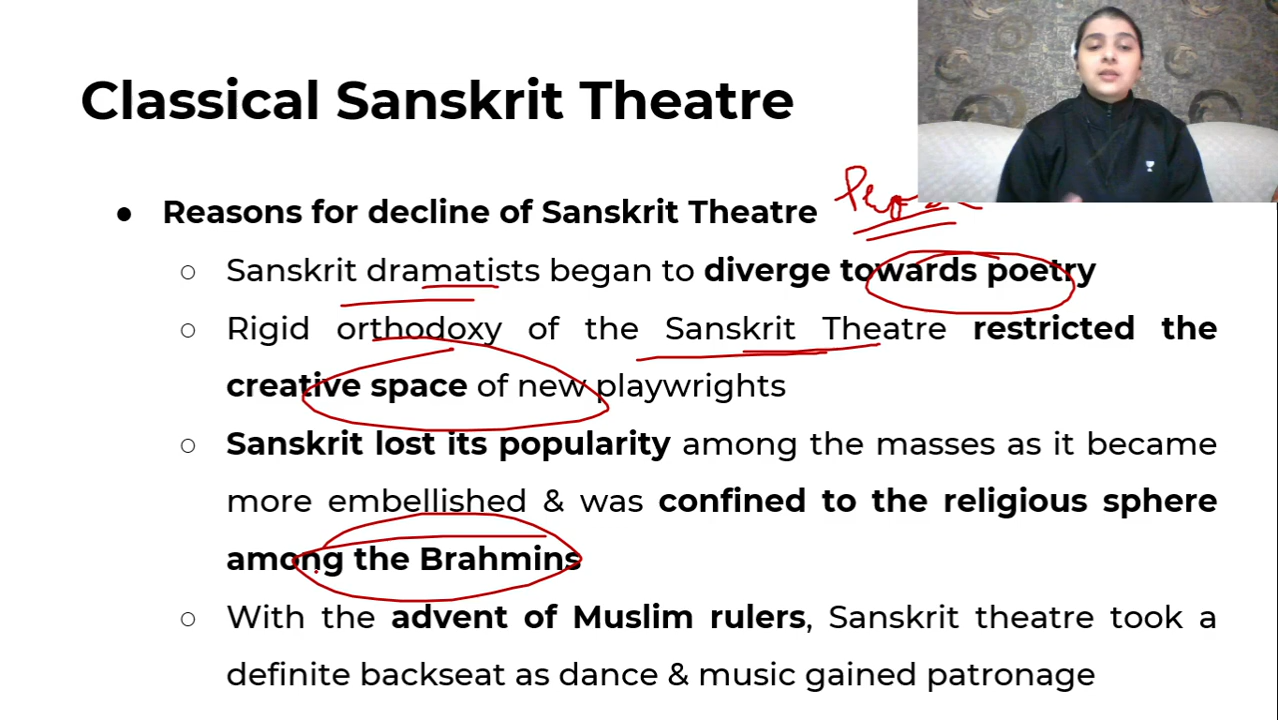 Classical Sanskrit Theatre
● Reasons for decline of Sanskrit Theatre
○ Sanskrit dramatists began to diverge towards poetry
○ Rigid orthodoxy of the Sanskrit Theatre restricted the
creative space of new playwrights
○ Sanskrit lost its popularity among the masses as it became
more embellished & was confined to the religious sphere
among the Brahmins
○ With the advent of Muslim rulers, Sanskrit theatre took a
definite backseat as dance & music gained patronage